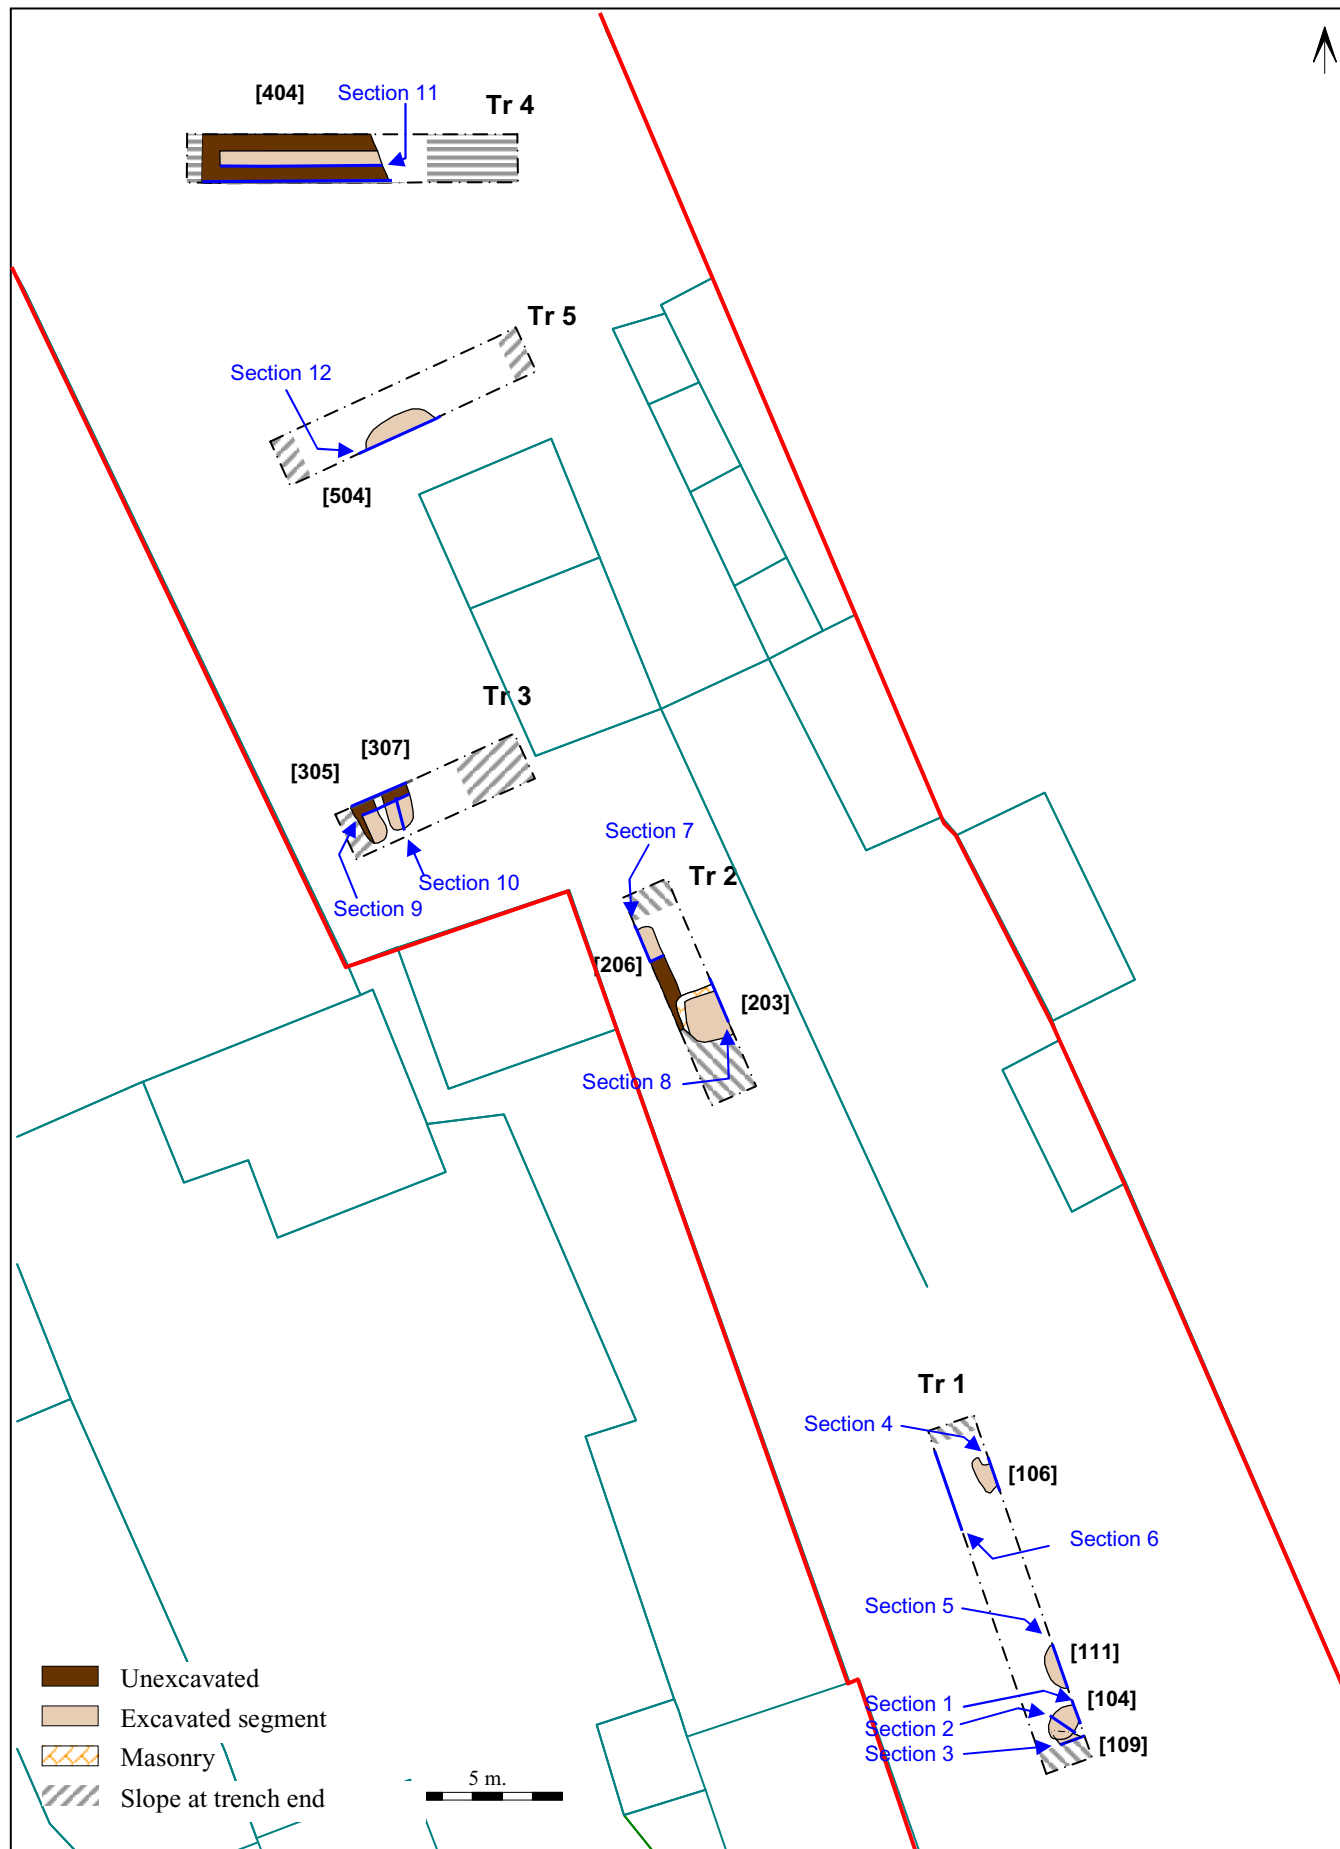 [404]
Section 11
Tr 4
Tr 5
Section 12
[504]
Tr 3
[307]
[305]
Section 10
Section 9
Section 7
Tr 2
[206]
[203]
Section 8
Tr 1
Section 4
[106]
Section 6
Section 5
[111]
Section 1
[104]
Section 2
Section 3
[109]
Unexcavated
Excavated segment
Masonry
Slope at trench end
5 m.